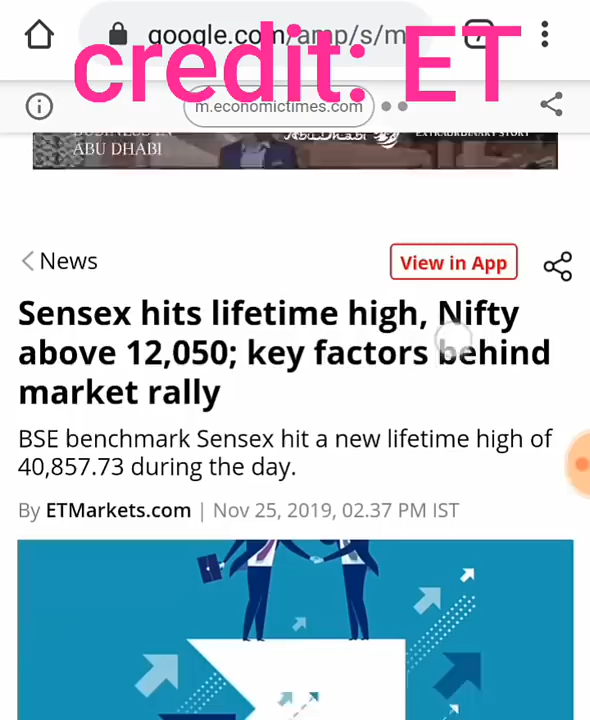 google.com/amp/s/m
credit: ET
m.economictimes.com
ABU DHABI
EXTRAORDINARY STORY
News
View in App
Sensex hits lifetime high, Nifty
above 12,050; key factors behind
market rally
BSE benchmark Sensex hit a new lifetime high of
40,857.73 during the day.
By ETMarkets.com | Nov 25, 2019, 02.37 PM IST